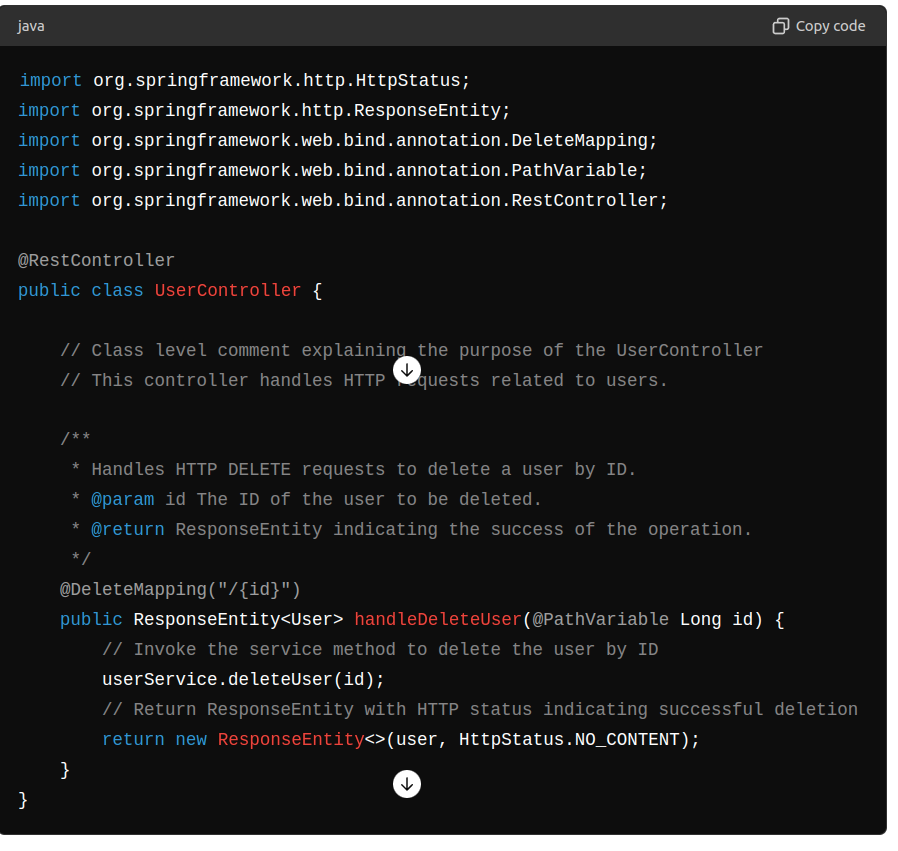 java
Copy code
import org.springframework.http.HttpStatus;
import org.springframework.http.ResponseEntity;
import org.springframework.web.bind.annotation.DeleteMapping;
import org.springframework.web.bind.annotation.PathVariable;
import org.springframework.web.bind.annotation.RestController;

@RestController
public class UserController {

    // Class level comment explaining the purpose of the UserController
    // This controller handles HTTP requests related to users.

    /**
     * Handles HTTP DELETE requests to delete a user by ID.
     * @param id The ID of the user to be deleted.
     * @return ResponseEntity indicating the success of the operation.
     */
    @DeleteMapping("/{id}")
    public ResponseEntity<User> handleDeleteUser(@PathVariable Long id) {
        // Invoke the service method to delete the user by ID
        userService.deleteUser(id);
        // Return ResponseEntity with HTTP status indicating successful deletion
        return new ResponseEntity<>(user, HttpStatus.NO_CONTENT);
    }
}